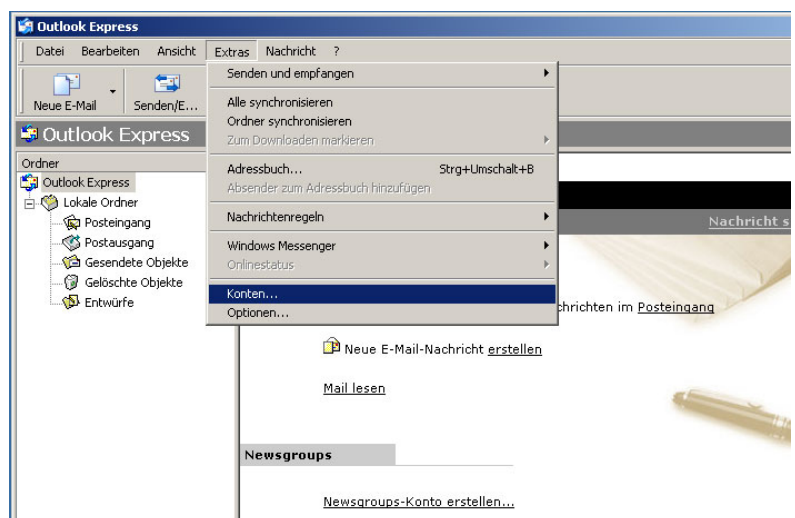 Outlook Express
Datei Bearbeiten Ansicht Extras Nachricht ?
Neue E-Mail Senden/E...
Outlook Express
Ordner
Outlook Express
Lokale Ordner
Posteingang
Postausgang
Gesendete Objekte
Gelöschte Objekte
Entwürfe
Senden und empfangen
Alle synchronisieren
Ordner synchronisieren
Zum Downloaden markieren
Adressbuch... Strg+Umschalt+B
Absender zum Adressbuch hinzufügen
Nachrichtenregeln
Windows Messenger
Onlinestatus
Konten...
Optionen...
Nachricht s
chrichten im Posteingang
Neue E-Mail-Nachricht erstellen
Mail lesen
Newsgroups
Newsgroups-Konto erstellen...